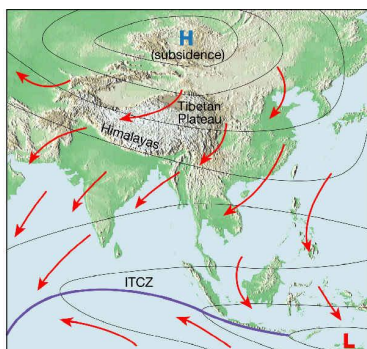 H
(subsidence)
Tibetan
Plateau
Himalayas
ITCZ
L